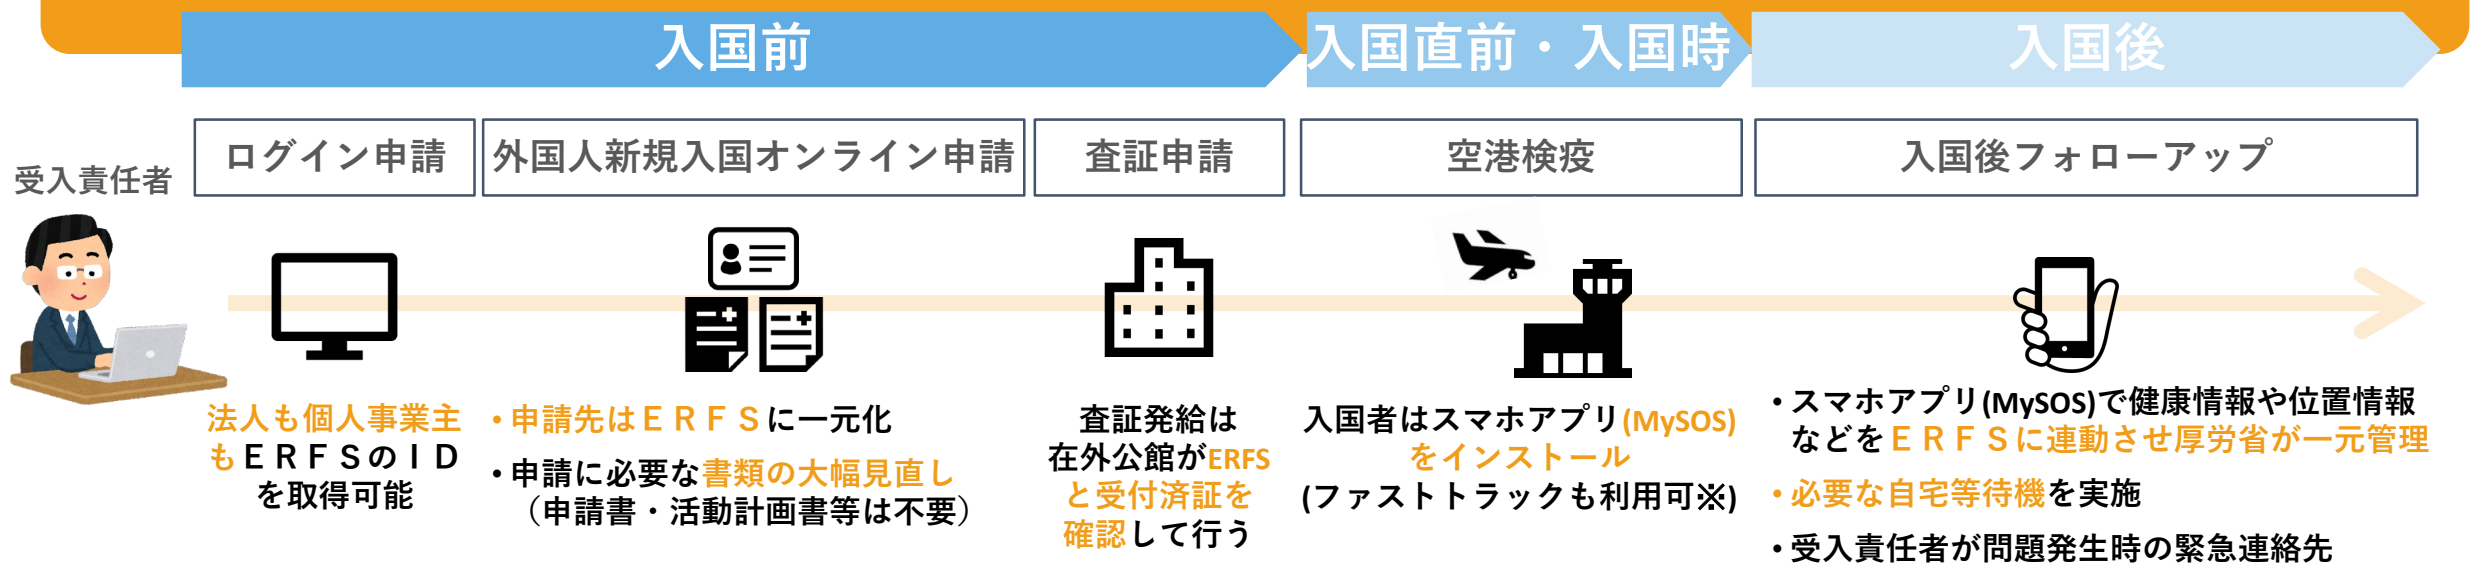 入国前
入国直前・入国時
入国後
受入責任者
ログイン申請
外国人新規入国オンライン申請
査証申請
空港検疫
入国後フォローアップ
法人も個人事業主
もＥＲＦＳのＩＤ
を取得可能
・申請先はＥＲＦＳに一元化
・申請に必要な書類の大幅見直し
（申請書・活動計画書等は不要）
査証発給は
在外公館がERFS
と受付済証を
確認して行う
入国者はスマホアプリ(MySOS)
をインストール
(ファストトラックも利用可※)
・スマホアプリ(MySOS)で健康情報や位置情報
などをＥＲＦＳに連動させ厚労省が一元管理
・必要な自宅等待機を実施
・受入責任者が問題発生時の緊急連絡先